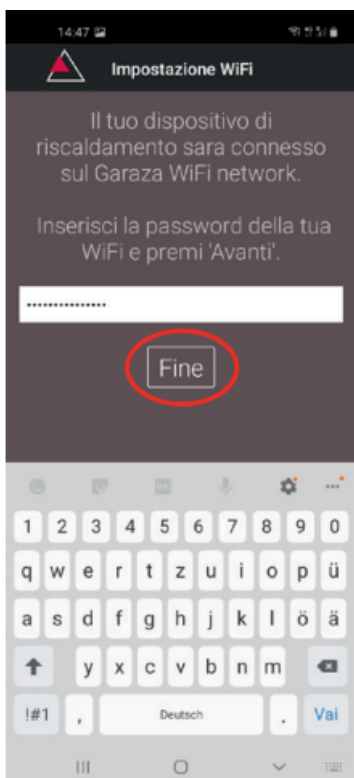 14:47
Impostazione WiFi
Il tuo dispositivo di
riscaldamento sara connesso
sul Garaza WiFi network.
Inserisci la password della tua
WiFi e premi 'Avanti'.
···············
Fine
1 2 3 4 5 6 7 8 9 0
q w e r t z u i o p ü
a s d f g h j k l ö ä
y x c v b n m
!#1 , Deutsch . Vai